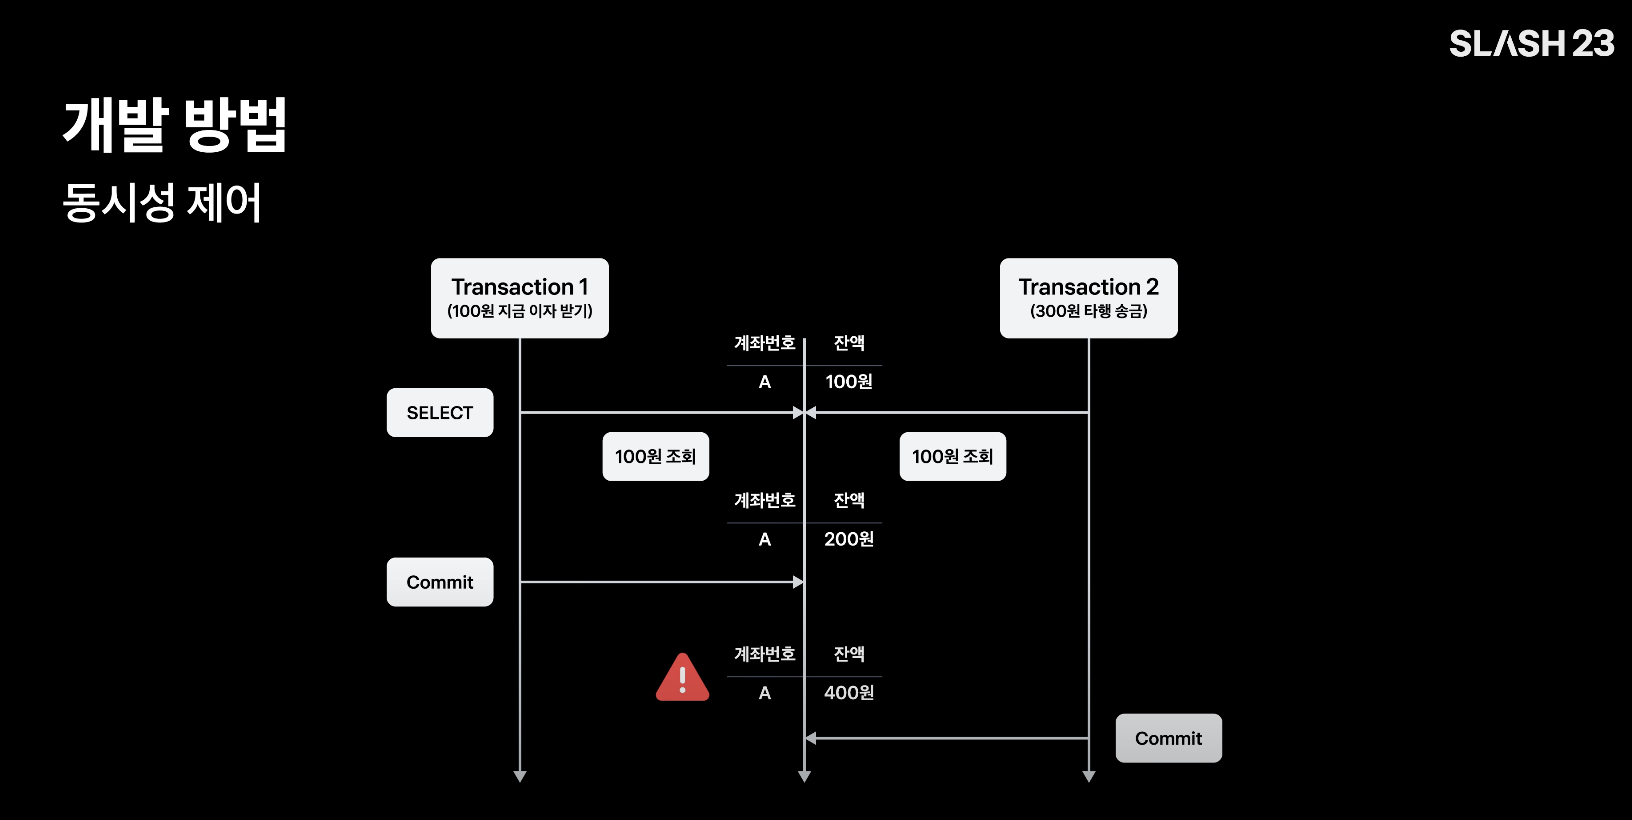 SLASH 23
개발 방법
동시성 제어
Transaction 1
(100원 지금 이자 받기)
Transaction 2
(300원 타행 송금)
계좌번호 잔액
A 100원
SELECT
100원 조회
100원 조회
계좌번호 잔액
A 200원
Commit
계좌번호 잔액
A 400원
Commit